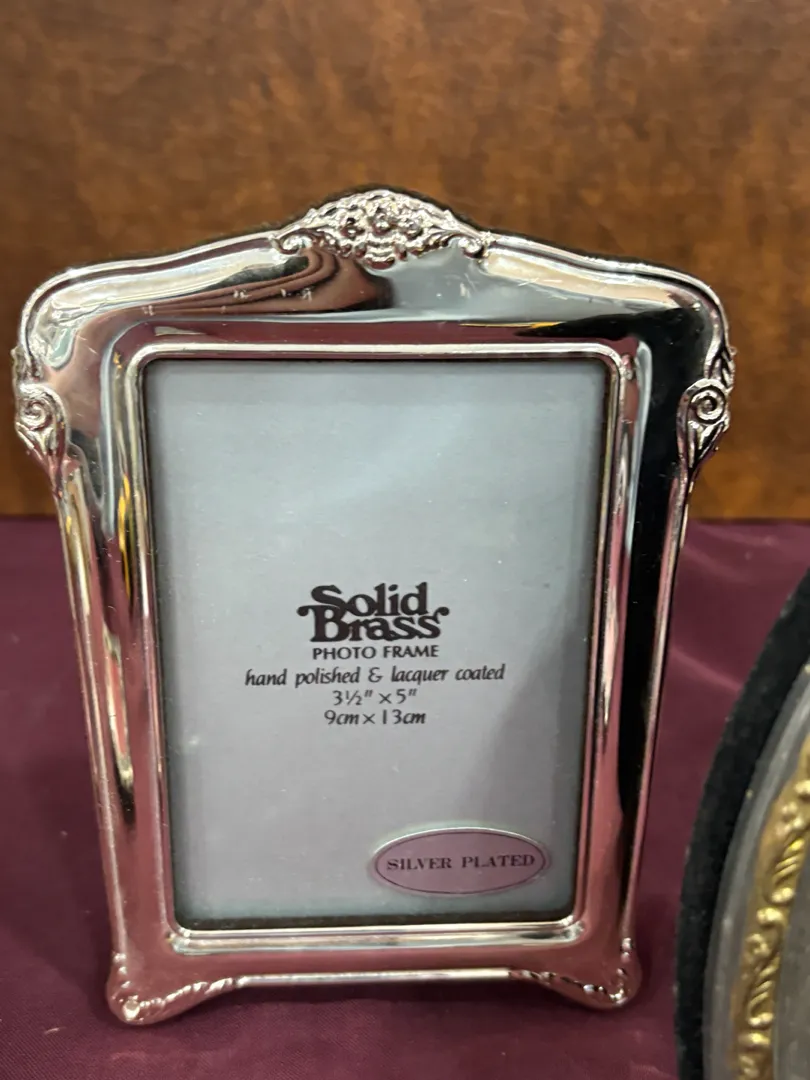 Solid
Brass
PHOTO FRAME
hand polished & lacquer coated
3½" × 5"
9cm × 13cm
SILVER PLATED